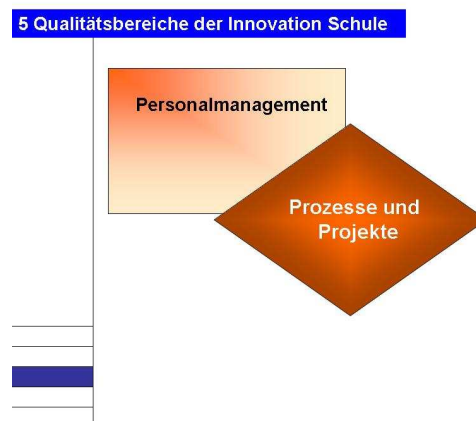 5 Qualitätsbereiche der Innovation Schule
Personalmanagement
Prozesse und
Projekte